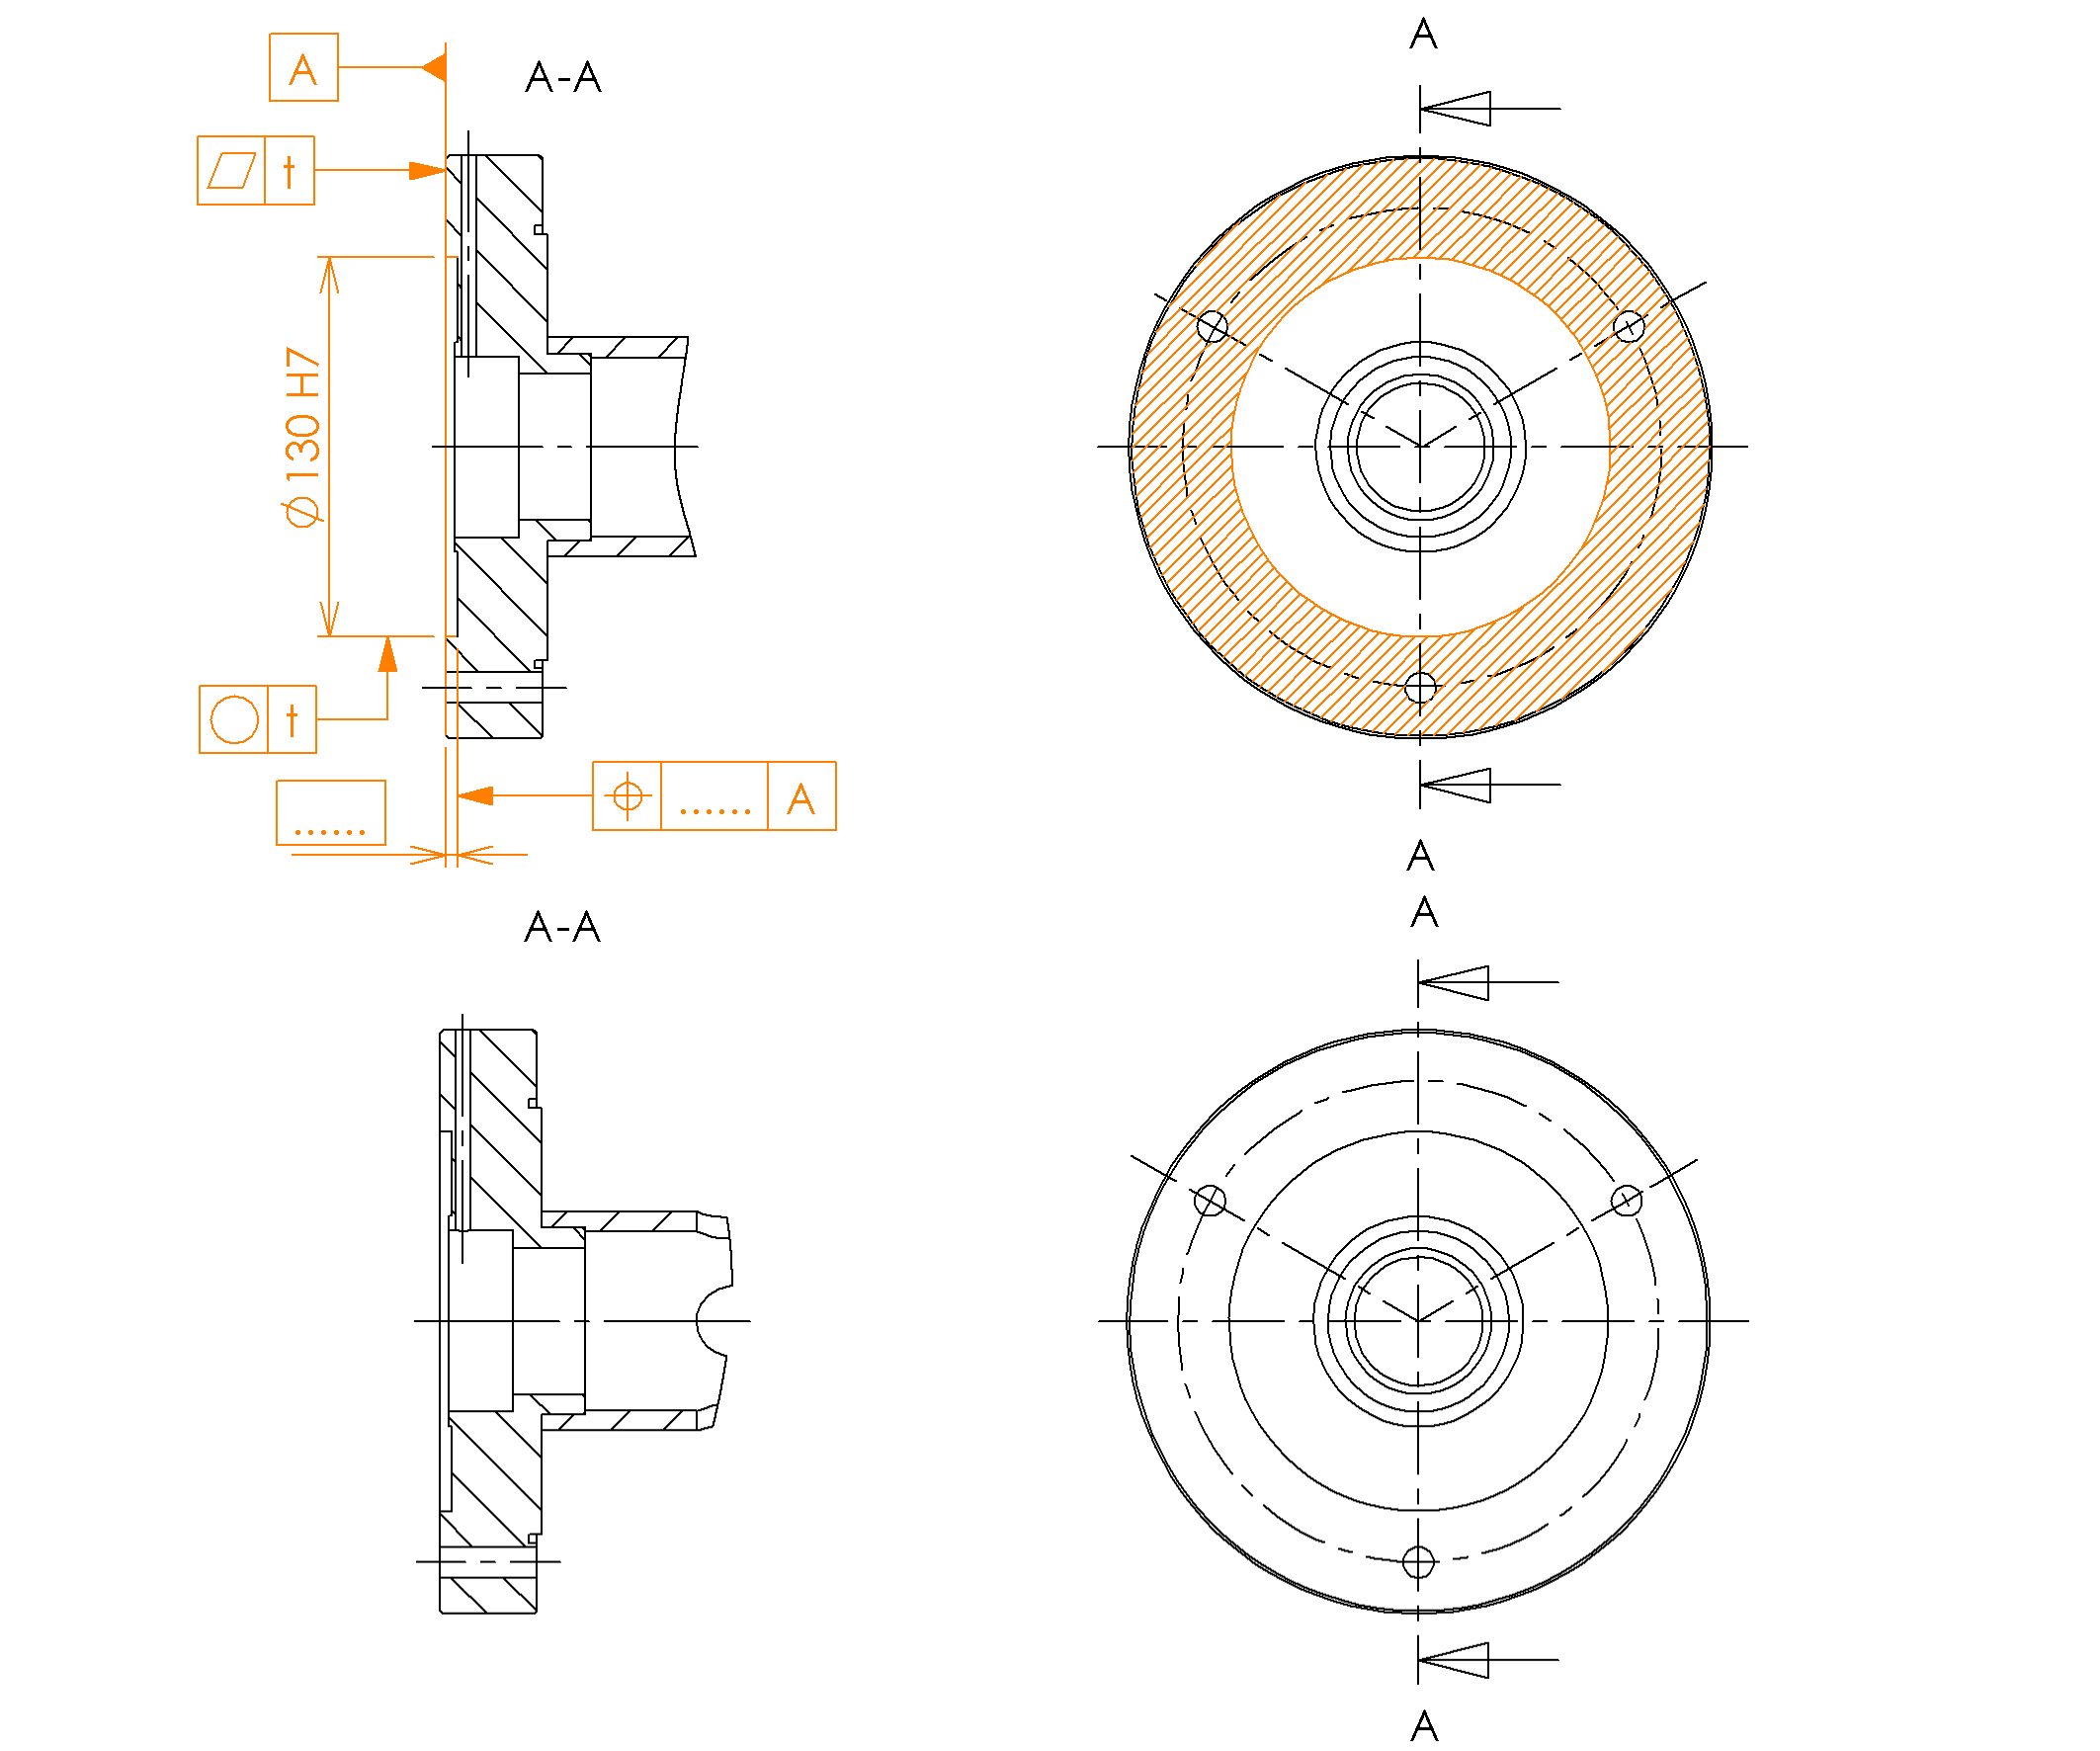 A
A
A-A
t
Ø 130 H7
t
...... A
......
A
A
A-A
A